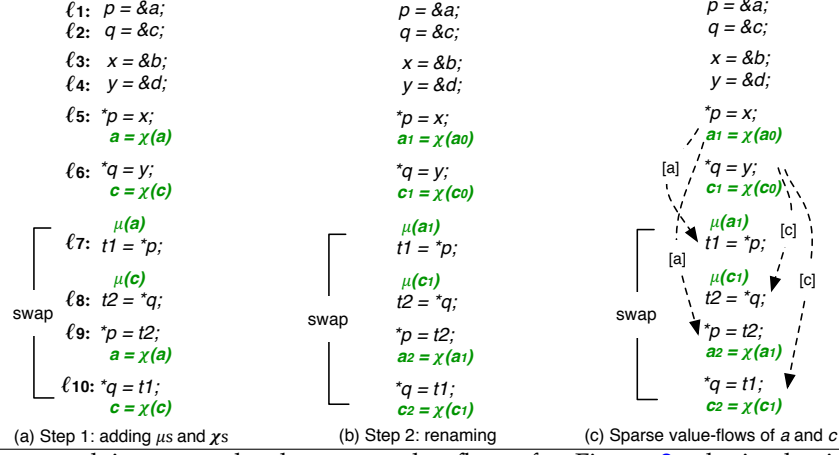 ℓ1: p = &a;
ℓ2: q = &c;
ℓ3: x = &b;
ℓ4: y = &d;
ℓ5: *p = x;
a = χ(a)
ℓ6: *q = y;
c = χ(c)
μ(a)
ℓ7: t1 = *p;
μ(c)
ℓ8: t2 = *q;
swap
ℓ9: *p = t2;
a = χ(a)
ℓ10: *q = t1;
c = χ(c)
(a) Step 1: adding μs and χs
p = &a;
q = &c;
x = &b;
y = &d;
*p = x;
a1 = χ(a0)
*q = y;
c1 = χ(c0)
μ(a1)
t1 = *p;
μ(c1)
t2 = *q;
swap
*p = t2;
a2 = χ(a1)
*q = t1;
c2 = χ(c1)
(b) Step 2: renaming
p = &a;
q = &c;
x = &b;
y = &d;
*p = x;
a1 = χ(a0)
[a]
*q = y;
c1 = χ(c0)
μ(a1)
[c]
t1 = *p;
[a]
μ(c1)
[c]
t2 = *q;
swap
*p = t2;
a2 = χ(a1)
*q = t1;
c2 = χ(c1)
(c) Sparse value-flows of a and c